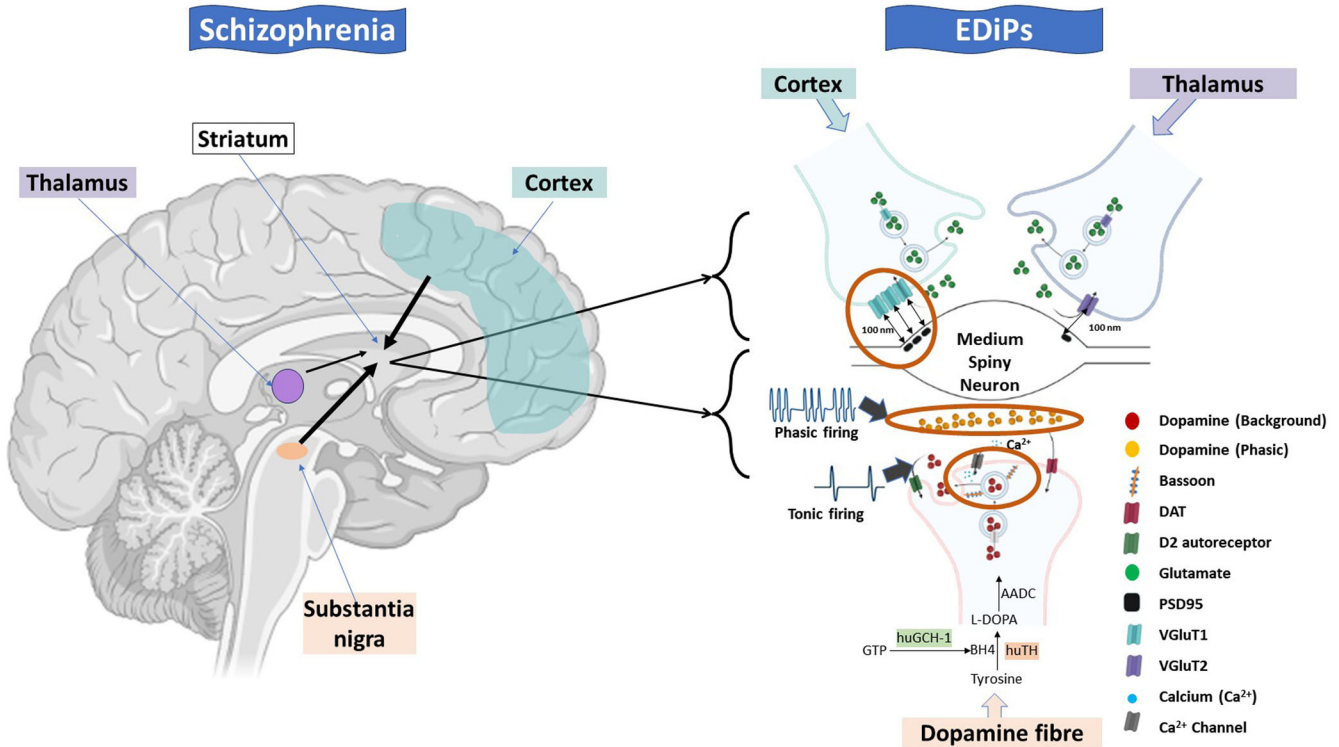 Schizophrenia
EDiPs
Cortex
Thalamus
Striatum
Thalamus
Cortex
100 nm
100 nm
Medium
Spiny
Neuron
Phasic firing
Ca²⁺
Tonic firing
Substantia
nigra
AADC
L-DOPA
huGCH-1
GTP
BH4
huTH
Tyrosine
Dopamine fibre
Dopamine (Background)
Dopamine (Phasic)
Bassoon
DAT
D2 autoreceptor
Glutamate
PSD95
VGluT1
VGluT2
Calcium (Ca²⁺)
Ca²⁺ Channel